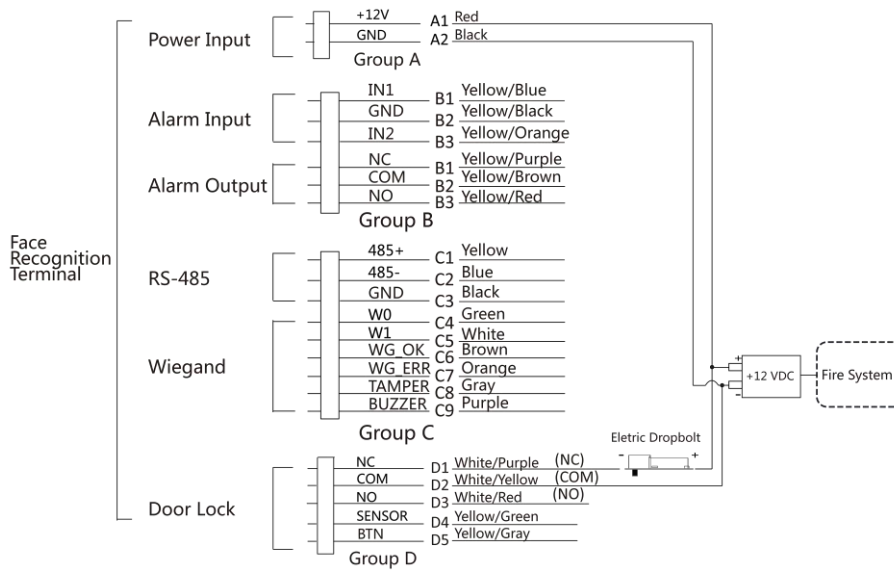 +12V A1 Red
Power Input GND A2 Black
Group A
IN1 B1 Yellow/Blue
Alarm Input GND B2 Yellow/Black
IN2 B3 Yellow/Orange
NC B1 Yellow/Purple
Alarm Output COM B2 Yellow/Brown
NO B3 Yellow/Red
Group B
Face
Recognition
Terminal
485+ C1 Yellow
RS-485 485- C2 Blue
GND C3 Black
W0 C4 Green
W1 C5 White
Wiegand WG_OK C6 Brown
WG_ERR C7 Orange
TAMPER C8 Gray
BUZZER C9 Purple
Group C
+ +12 VDC - Fire System
Eletric Dropbolt
- +
NC D1 White/Purple (NC)
COM D2 White/Yellow (COM)
Door Lock NO D3 White/Red (NO)
SENSOR D4 Yellow/Green
BTN D5 Yellow/Gray
Group D